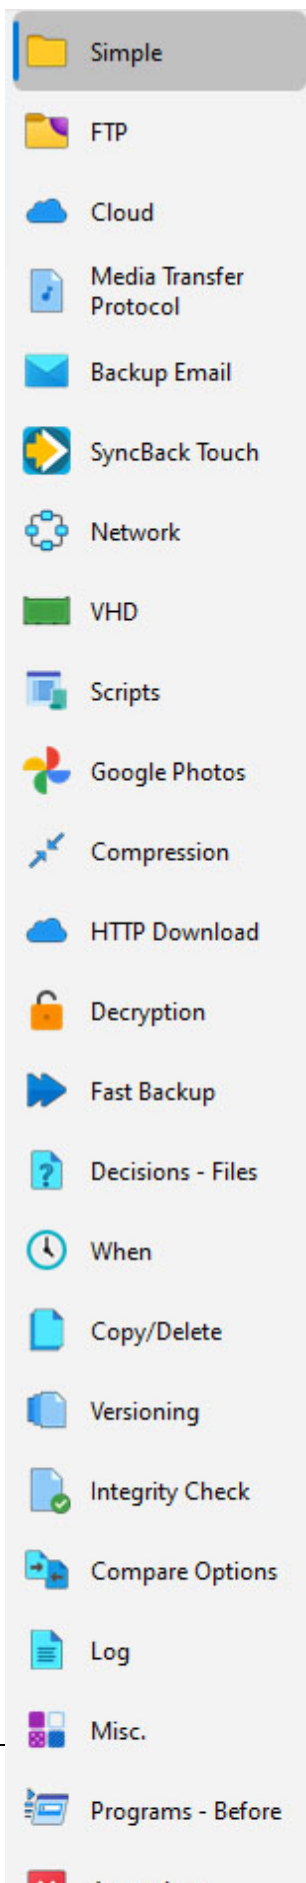 Simple
FTP
Cloud
Media Transfer
Protocol
Backup Email
SyncBack Touch
Network
VHD
Scripts
Google Photos
Compression
HTTP Download
Decryption
Fast Backup
Decisions - Files
When
Copy/Delete
Versioning
Integrity Check
Compare Options
Log
Misc.
Programs - Before